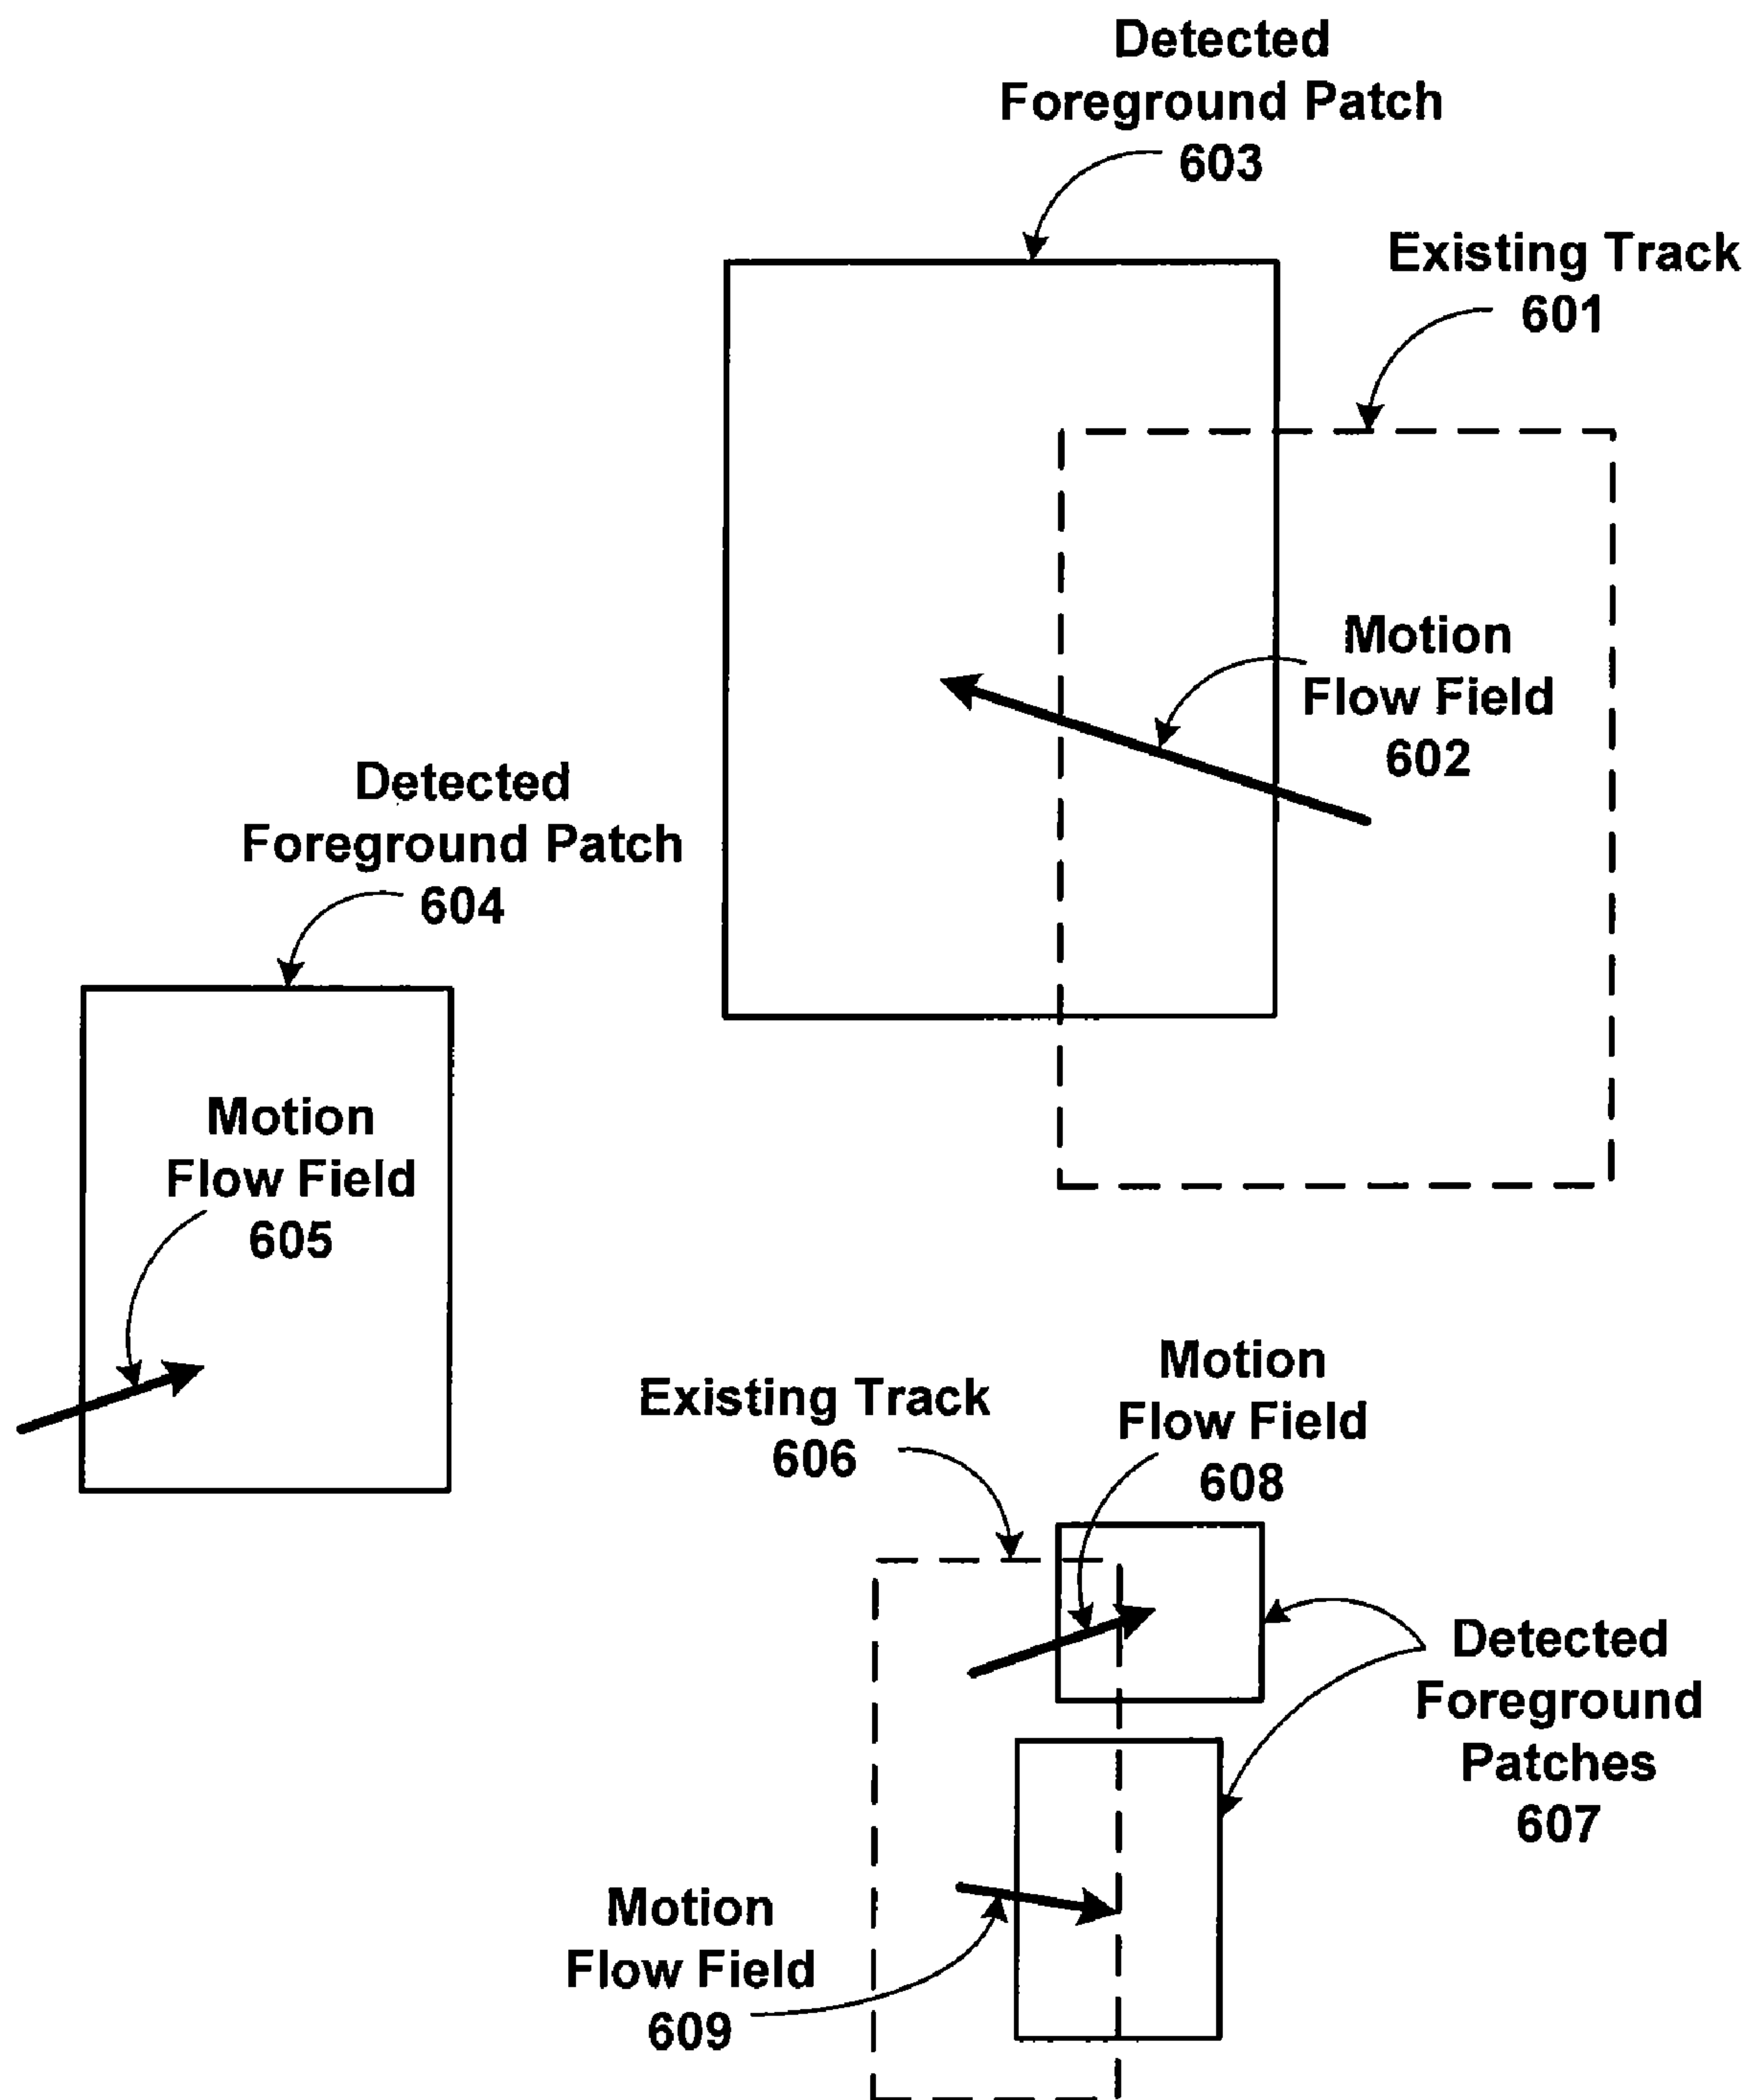 Detected
Foreground Patch
603
Existing Track
601
Motion
Flow Field
602
Detected
Foreground Patch
604
Motion
Flow Field
605
Existing Track
606
Motion
Flow Field
608
Detected
Foreground
Patches
607
Motion
Flow Field
609